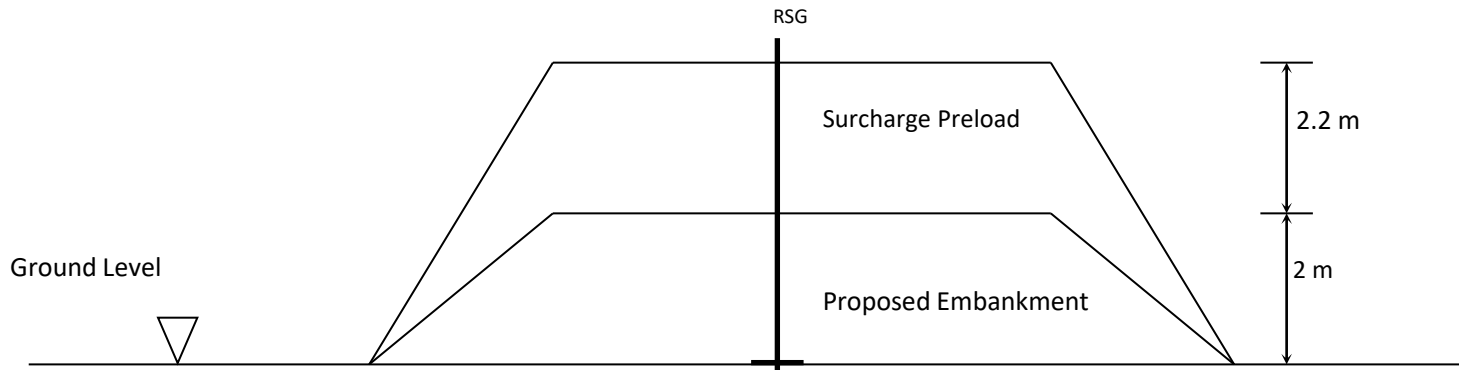 RSG
Surcharge Preload
2.2 m
Ground Level
2 m
Proposed Embankment